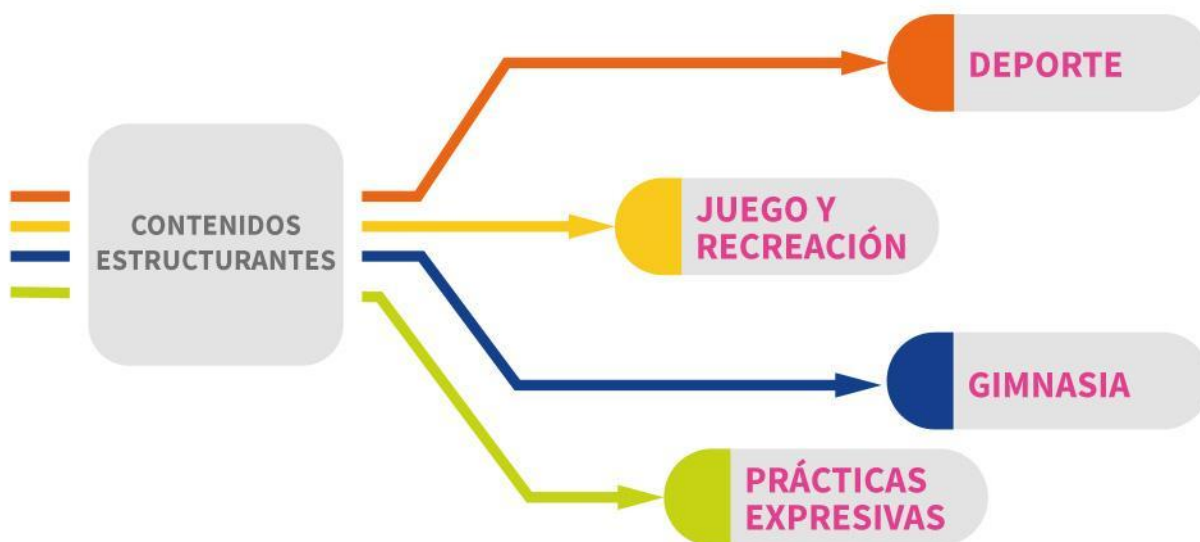 CONTENIDOS
ESTRUCTURANTES
DEPORTE
JUEGO Y
RECREACIÓN
GIMNASIA
PRÁCTICAS
EXPRESIVAS